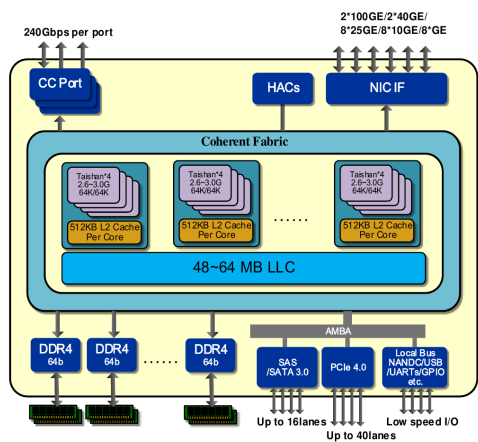 2*100GE/2*40GE/
8*25GE/8*10GE/8*GE
240Gbps per port
CC Port
HACs
NIC IF
Coherent Fabric
Taishan*4
2.6~3.0G
64K/64K
512KB L2 Cache
Per Core
Taishan*4
2.6~3.0G
64K/64K
512KB L2 Cache
Per Core
......
Taishan*4
2.6~3.0G
64K/64K
512KB L2 Cache
Per Core
48~64 MB LLC
AMBA
DDR4
64b
DDR4
64b
......
DDR4
64b
SAS
/SATA 3.0
PCIe 4.0
Local Bus
NANDC/USB
/UARTs/GPIO
etc.
Up to 16lanes
Up to 40lanes
Low speed I/O